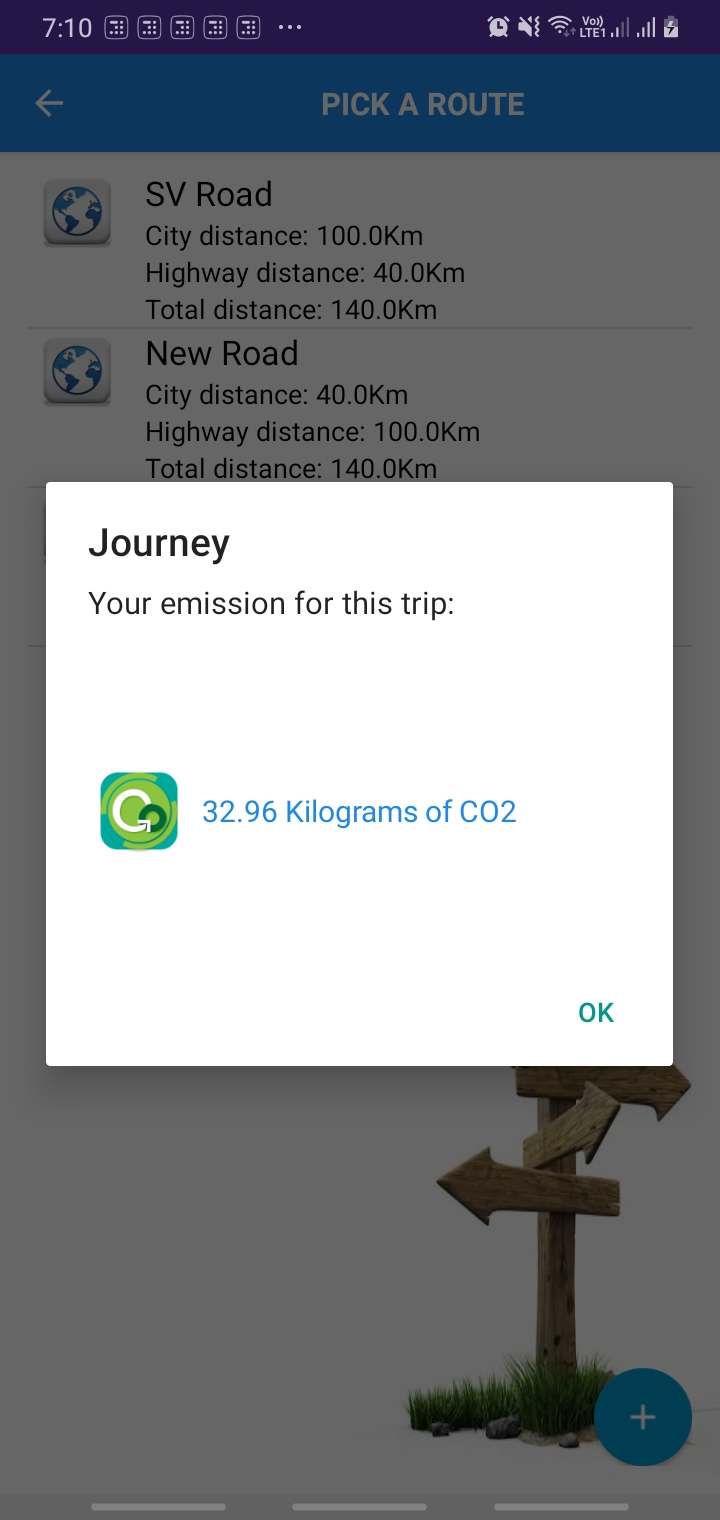 7:10 Vo)) LTE1
PICK A ROUTE
SV Road
City distance: 100.0Km
Highway distance: 40.0Km
Total distance: 140.0Km
New Road
City distance: 40.0Km
Highway distance: 100.0Km
Total distance: 140.0Km
Journey
Your emission for this trip:
32.96 Kilograms of CO2
OK